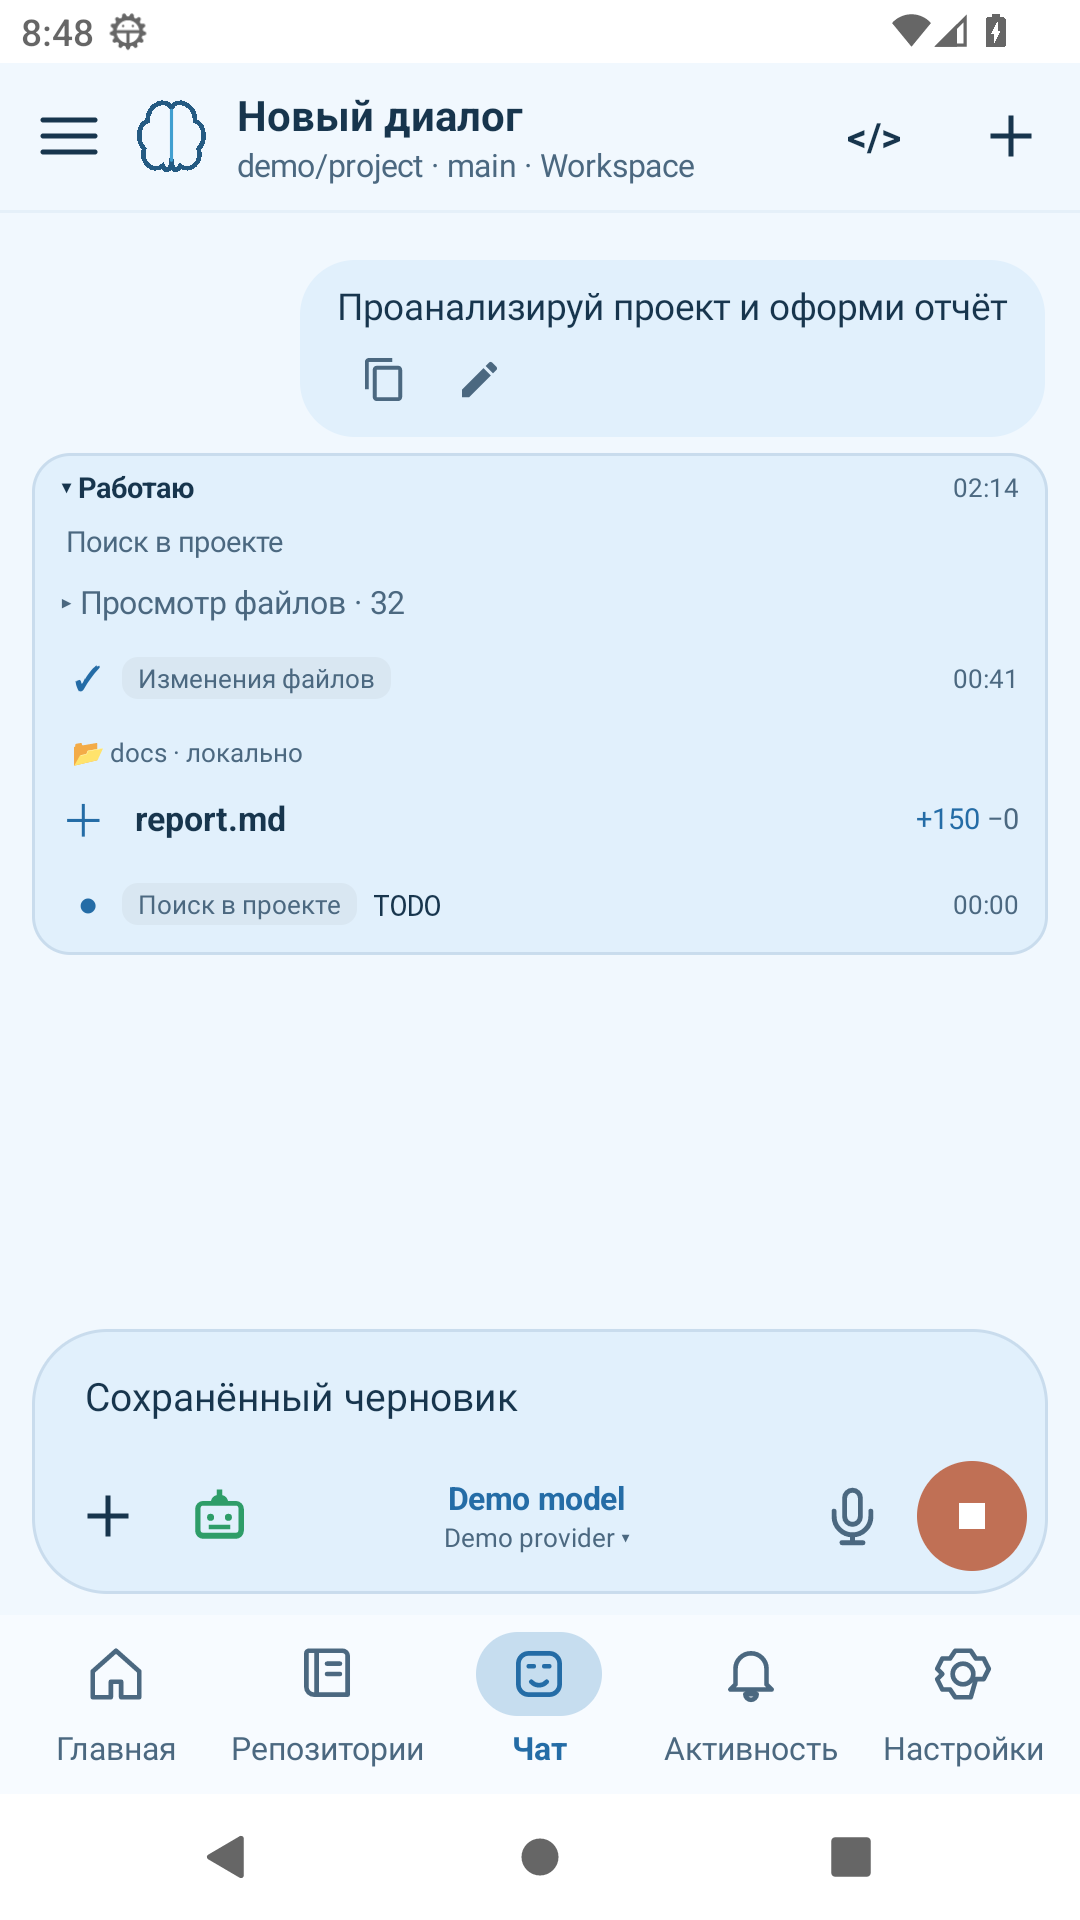 8:48
Новый диалог
demo/project · main · Workspace
</>
Проанализируй проект и оформи отчёт
▾ Работаю 02:14
Поиск в проекте
▸ Просмотр файлов · 32
✓ Изменения файлов 00:41
📂 docs · локально
+ report.md +150 −0
• Поиск в проекте TODO 00:00
Сохранённый черновик
Demo model
Demo provider ▾
Главная Репозитории Чат Активность Настройки